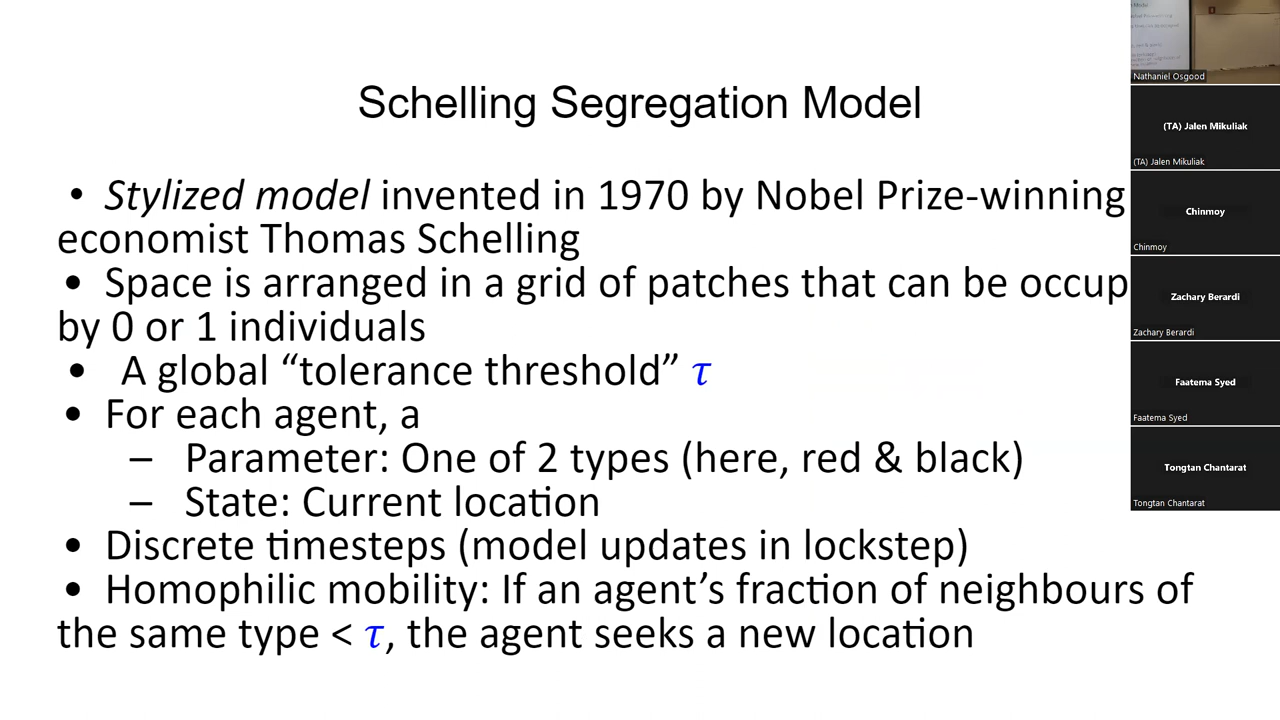 Schelling Segregation Model
• Stylized model invented in 1970 by Nobel Prize-winning
economist Thomas Schelling
• Space is arranged in a grid of patches that can be occup
by 0 or 1 individuals
• A global “tolerance threshold” τ
• For each agent, a
– Parameter: One of 2 types (here, red & black)
– State: Current location
• Discrete timesteps (model updates in lockstep)
• Homophilic mobility: If an agent’s fraction of neighbours of
the same type < τ, the agent seeks a new location
Nathaniel Osgood
(TA) Jalen Mikuliak
(TA) Jalen Mikuliak
Chinmoy
Chinmoy
Zachary Berardi
Zachary Berardi
Faatema Syed
Faatema Syed
Tongtan Chantarat
Tongtan Chantarat